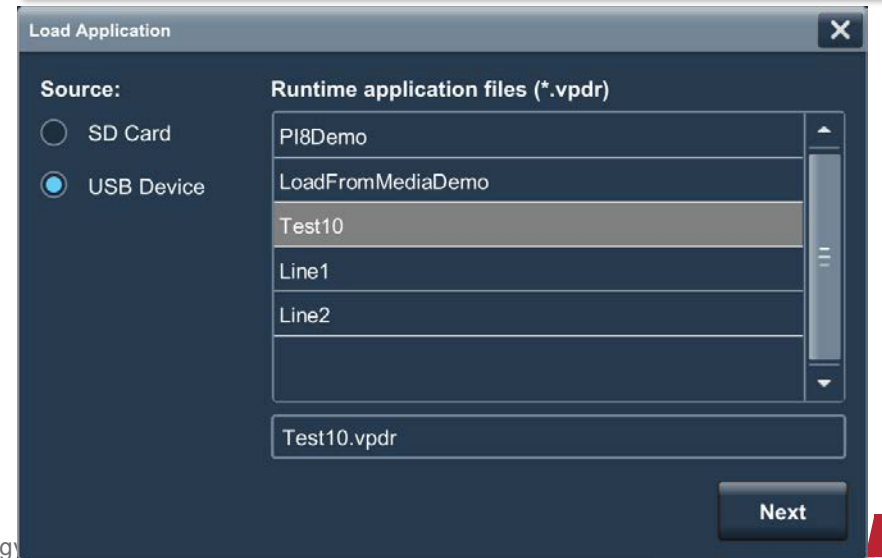 Load Application
Source:
SD Card
USB Device
Runtime application files (*.vpdr)
PI8Demo
LoadFromMediaDemo
Test10
Line1
Line2
Test10.vpdr
Next